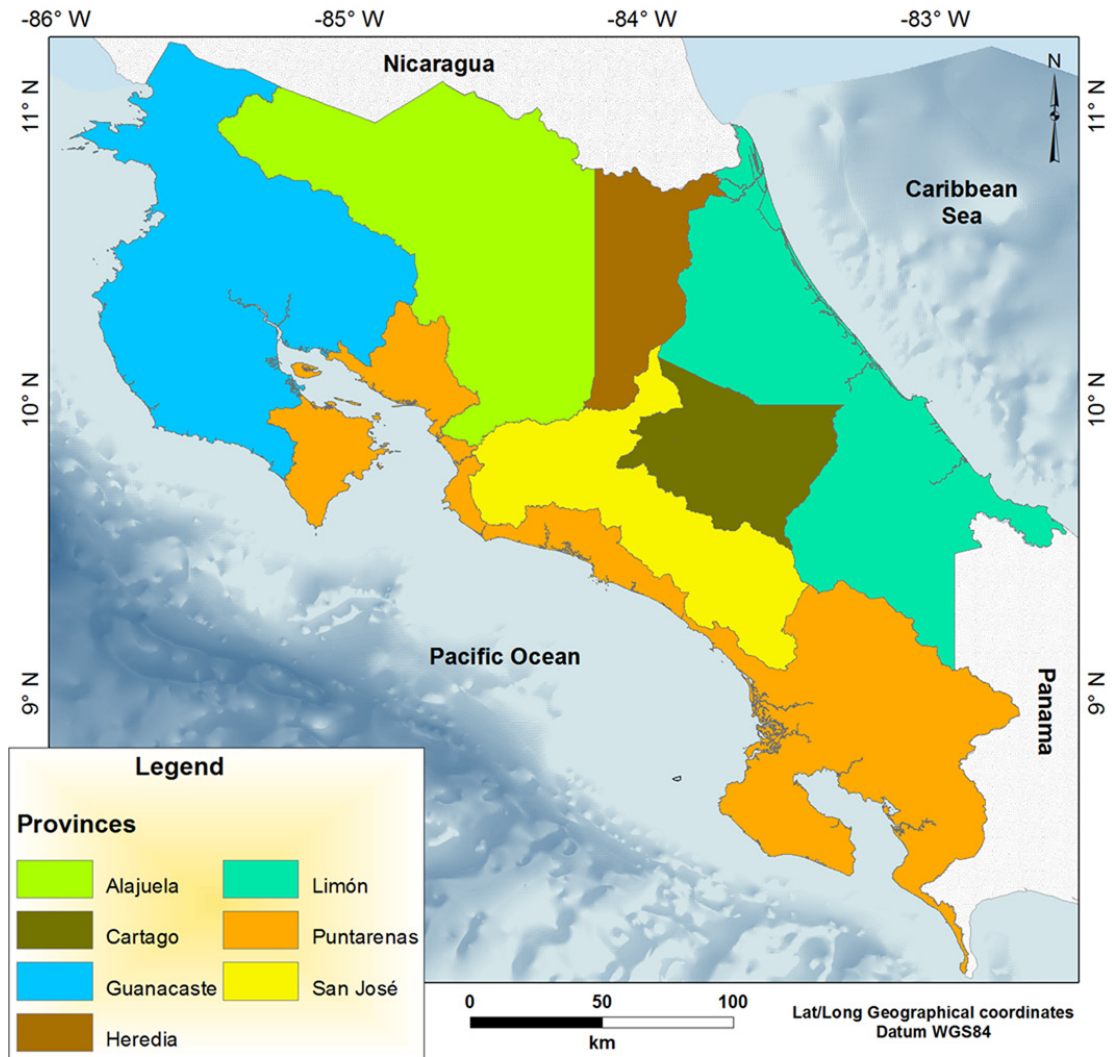 -86° W
-85° W
-84° W
-83° W
Nicaragua
N
11° N
11° N
Caribbean
Sea
10° N
10° N
Pacific Ocean
9° N
9° N
Panama
Legend
Provinces
Alajuela
Limón
Cartago
Puntarenas
Guanacaste
San José
Heredia
0 50 100
km
Lat/Long Geographical coordinates
Datum WGS84